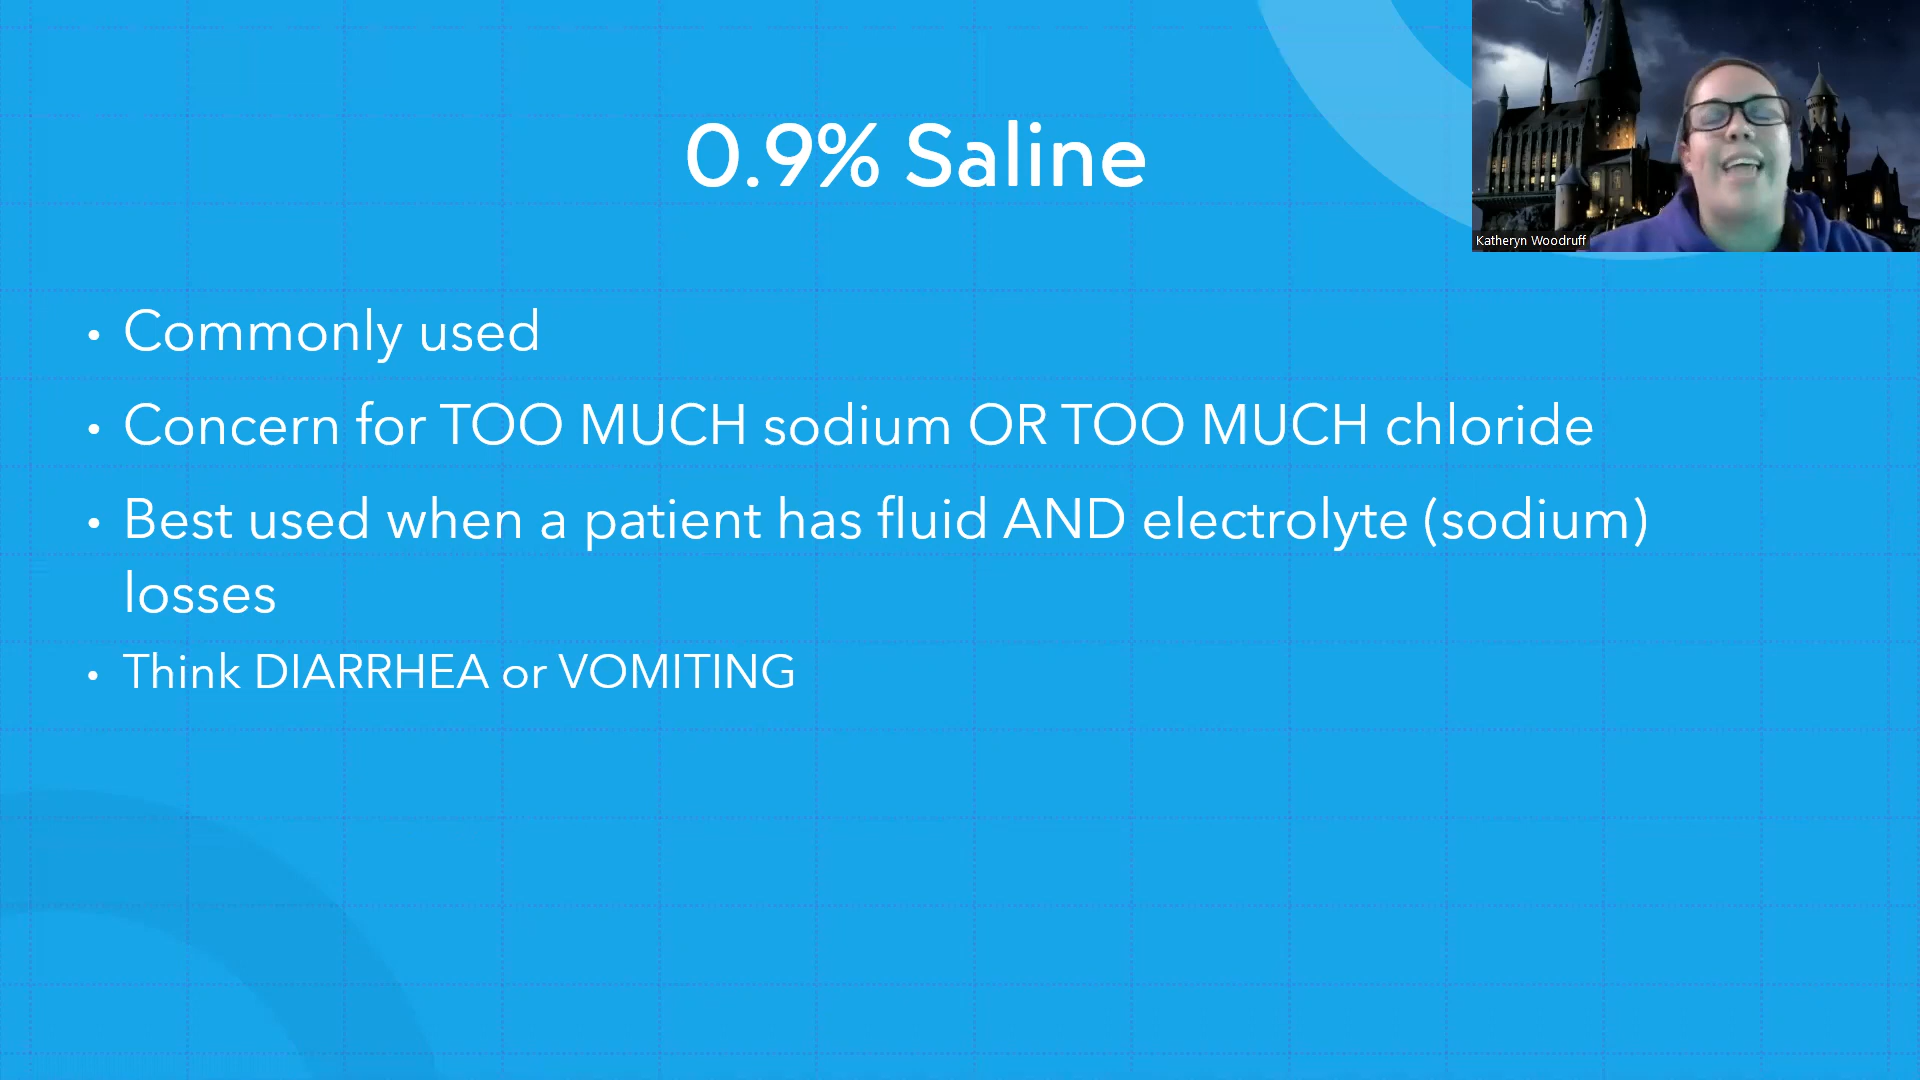 0.9% Saline
Katheryn Woodruff
• Commonly used
• Concern for TOO MUCH sodium OR TOO MUCH chloride
• Best used when a patient has fluid AND electrolyte (sodium)
losses
• Think DIARRHEA or VOMITING